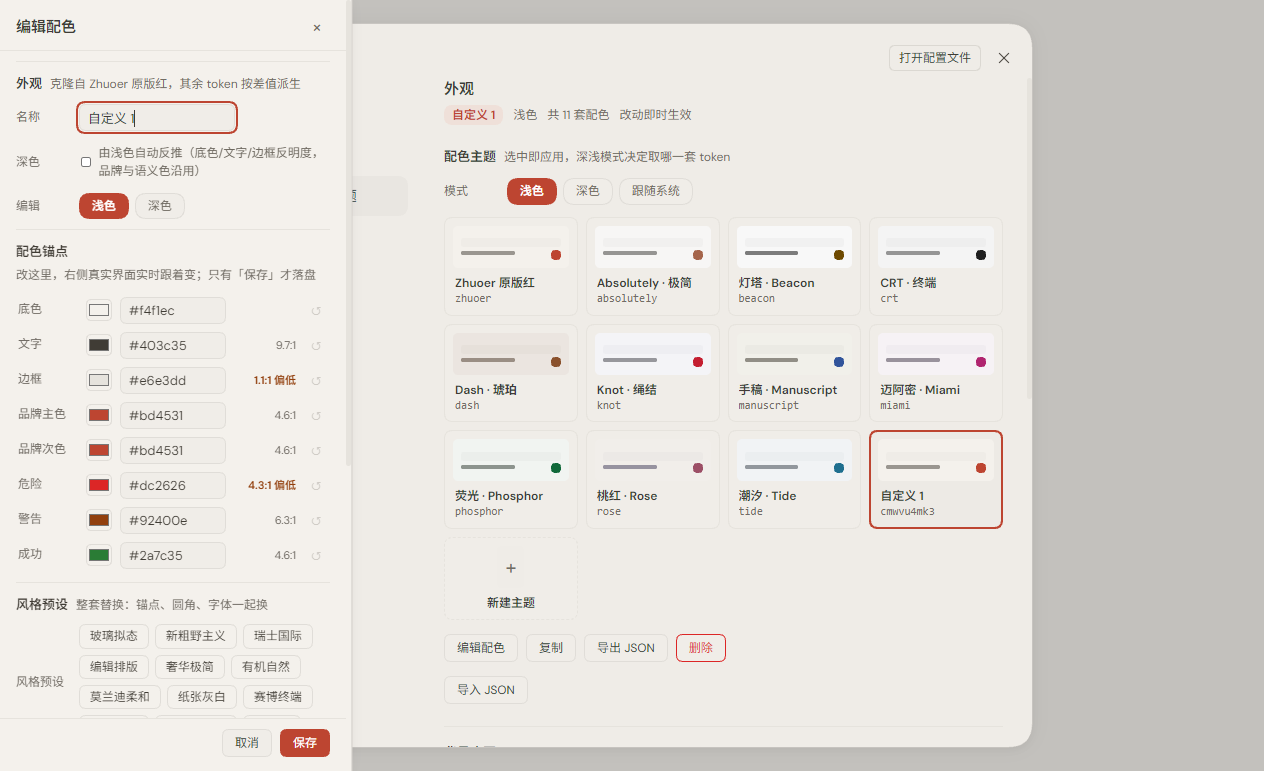 编辑配色
×
外观 克隆自 Zhuoer 原版红，其余 token 按差值派生
名称 自定义 1
深色 由浅色自动反推（底色/文字/边框反明度，
品牌与语义色沿用）
编辑 浅色 深色
配色锚点
改这里，右侧真实界面实时跟着变；只有「保存」才落盘
底色 #f4f1ec ↺
文字 #403c35 9.7:1 ↺
边框 #e6e3dd 1.1:1 偏低 ↺
品牌主色 #bd4531 4.6:1 ↺
品牌次色 #bd4531 4.6:1 ↺
危险 #dc2626 4.3:1 偏低 ↺
警告 #92400e 6.3:1 ↺
成功 #2a7c35 4.6:1 ↺
风格预设 整套替换：锚点、圆角、字体一起换
玻璃拟态 新粗野主义 瑞士国际
编辑排版 奢华极简 有机自然
风格预设
莫兰迪柔和 纸张灰白 赛博终端
取消 保存
打开配置文件
外观
自定义 1 浅色 共 11 套配色 改动即时生效
配色主题 选中即应用，深浅模式决定取哪一套 token
模式 浅色 深色 跟随系统
Zhuoer 原版红
zhuoer
Absolutely · 极简
absolutely
灯塔 · Beacon
beacon
CRT · 终端
crt
Dash · 琥珀
dash
Knot · 绳结
knot
手稿 · Manuscript
manuscript
迈阿密 · Miami
miami
荧光 · Phosphor
phosphor
桃红 · Rose
rose
潮汐 · Tide
tide
自定义 1
cmwvu4mk3
+
新建主题
编辑配色 复制 导出 JSON 删除
导入 JSON